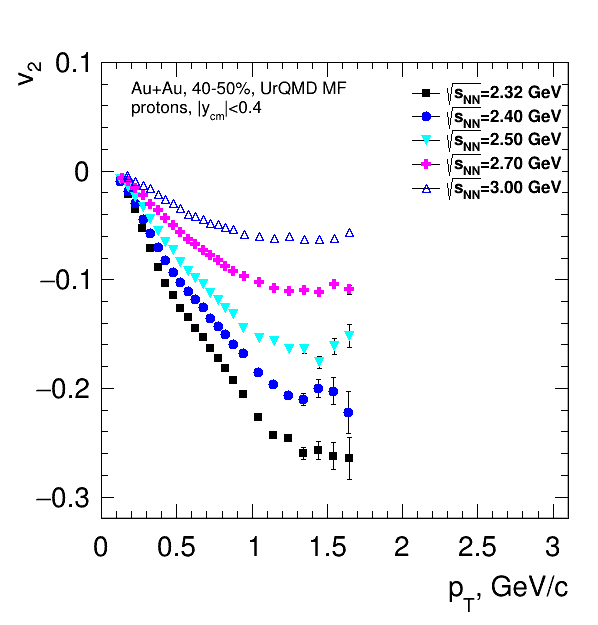 0.1
v2
Au+Au, 40-50%, UrQMD MF
protons, |ycm|<0.4
√sNN=2.32 GeV
√sNN=2.40 GeV
√sNN=2.50 GeV
√sNN=2.70 GeV
√sNN=3.00 GeV
0
−0.1
−0.2
−0.3
0 0.5 1 1.5 2 2.5 3
pT, GeV/c